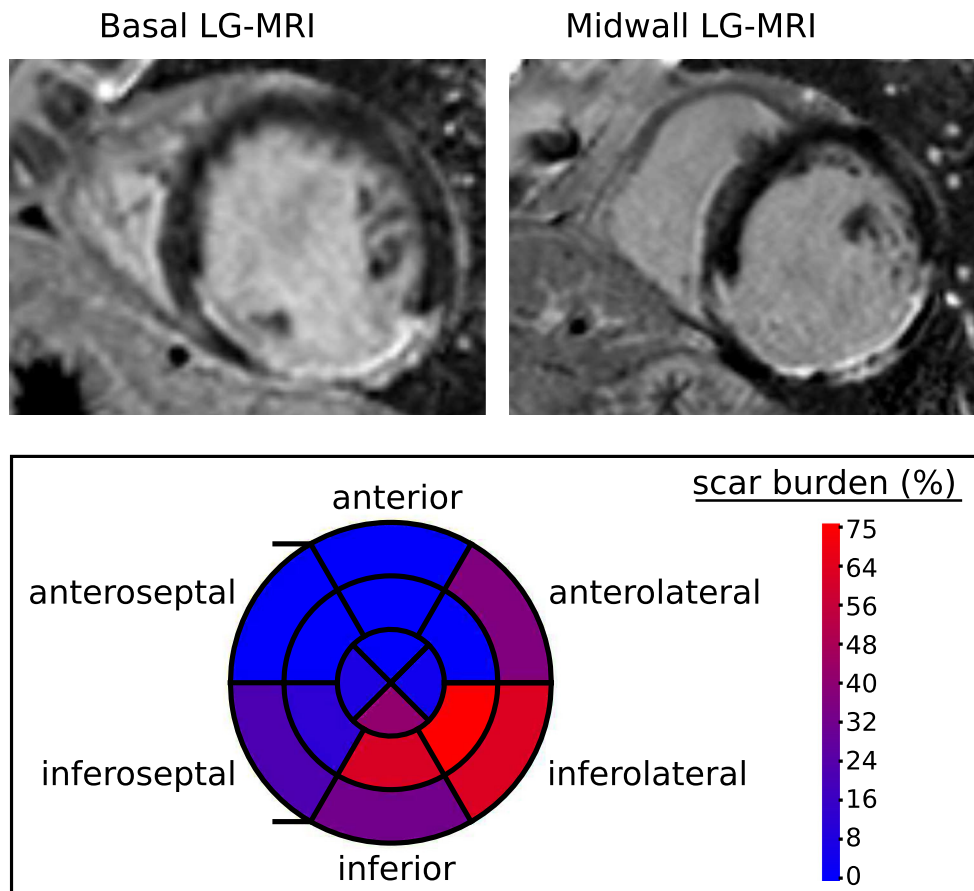 Basal LG-MRI
Midwall LG-MRI
scar burden (%)
anterior
anteroseptal
anterolateral
inferoseptal
inferolateral
inferior
75
64
56
48
40
32
24
16
8
0